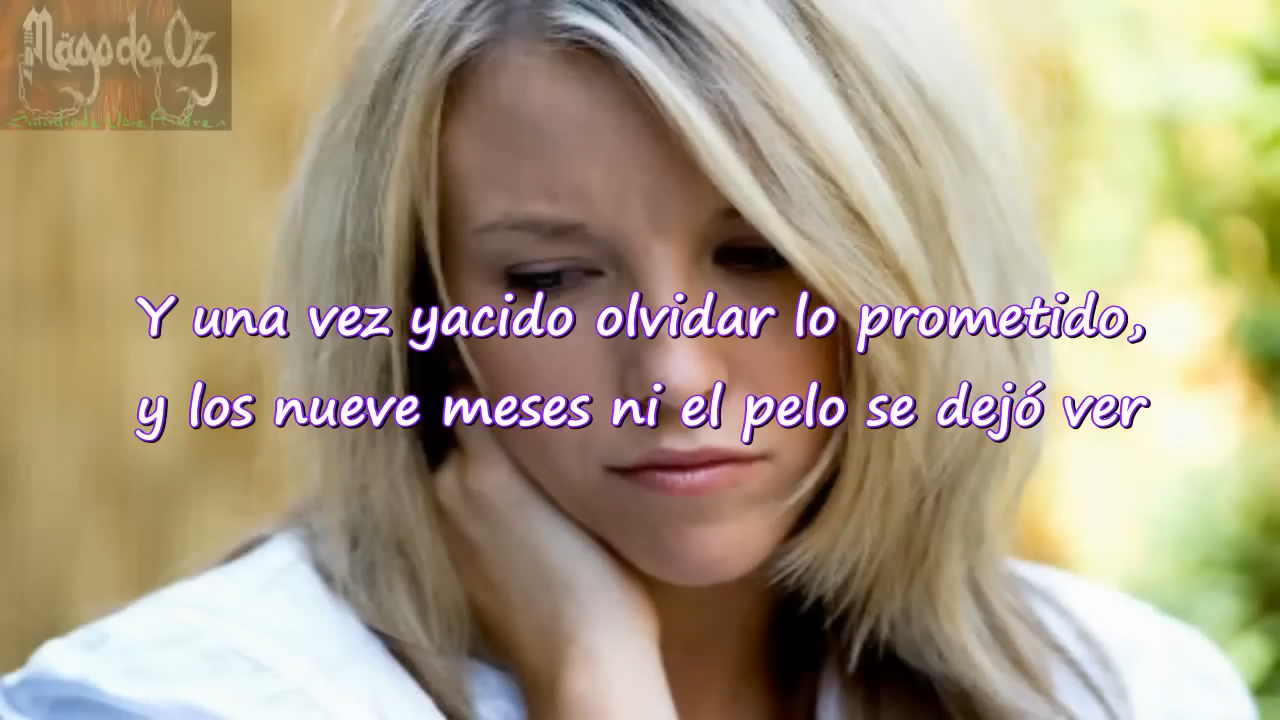 Mägo de Oz
Y una vez yacido olvidar lo prometido,
y los nueve meses ni el pelo se dejó ver